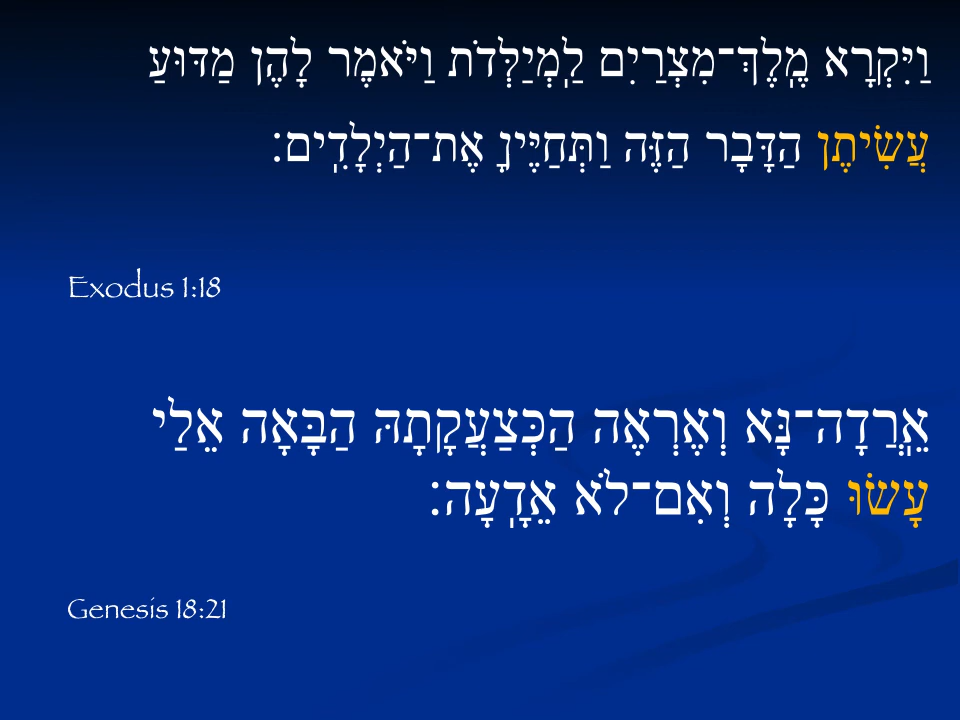 וַיִּקְרָא מֶֽלֶךְ־מִצְרַיִם לַֽמְיַלְּדֹת וַיֹּאמֶר לָהֶן מַדּוּעַ
עֲשִׂיתֶן הַדָּבָר הַזֶּה וַתְּחַיֶּיןָ אֶת־הַיְלָדִֽים׃
Exodus 1:18
אֵֽרֲדָה־נָּא וְאֶרְאֶה הַכְּצַעֲקָתָהּ הַבָּאָה אֵלַי
עָשׂוּ כָּלָה וְאִם־לֹא אֵדָֽעָה׃
Genesis 18:21